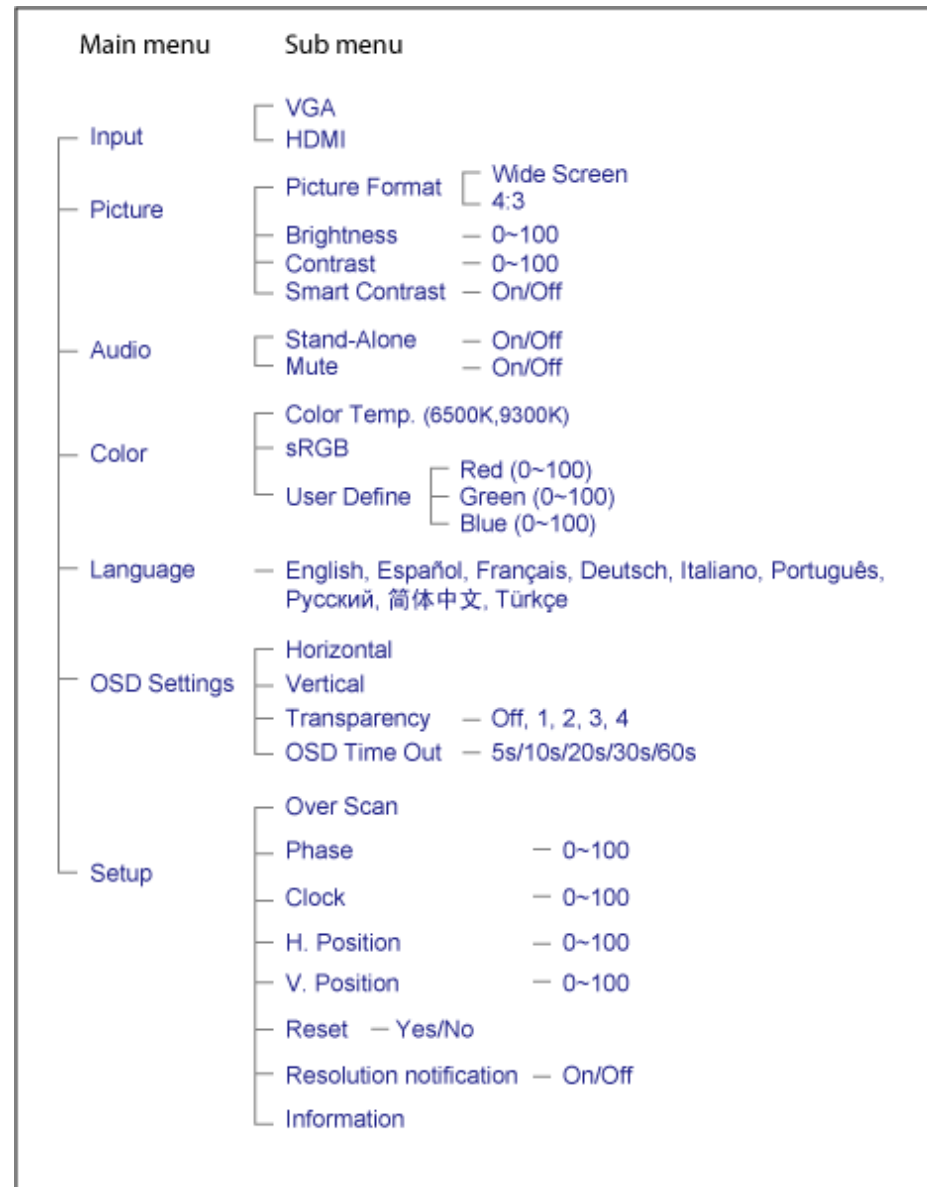 Main menu Sub menu
VGA
Input
HDMI
Wide Screen
Picture Format
4:3
Picture
Brightness — 0~100
Contrast — 0~100
Smart Contrast — On/Off
Stand-Alone — On/Off
Audio
Mute — On/Off
Color Temp. (6500K,9300K)
Color
sRGB
Red (0~100)
User Define Green (0~100)
Blue (0~100)
Language — English, Español, Français, Deutsch, Italiano, Português,
Русский, 简体中文, Türkçe
Horizontal
OSD Settings Vertical
Transparency — Off, 1, 2, 3, 4
OSD Time Out — 5s/10s/20s/30s/60s
Over Scan
Phase — 0~100
Setup
Clock — 0~100
H. Position — 0~100
V. Position — 0~100
Reset — Yes/No
Resolution notification — On/Off
Information